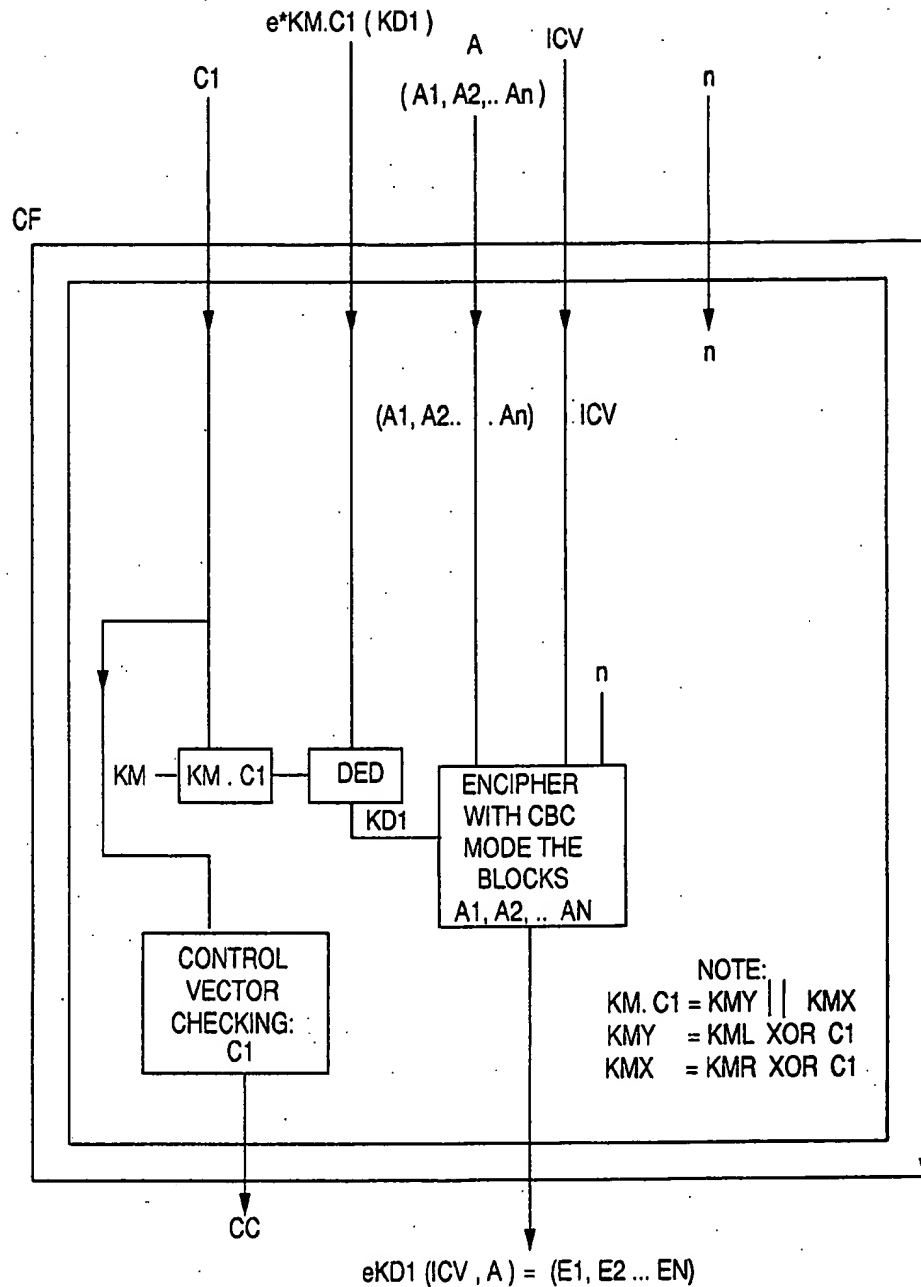 e*KM.C1 ( KD1 )
C1
A
ICV
n
( A1, A2,.. An )
CF
n
(A1, A2.. . An)
ICV
n
KM
KM . C1
DED
KD1
ENCIPHER
WITH CBC
MODE THE
BLOCKS
A1, A2, .. AN
CONTROL
VECTOR
CHECKING:
C1
NOTE:
KM. C1 = KMY || KMX
KMY = KML XOR C1
KMX = KMR XOR C1
CC
eKD1 (ICV , A ) = (E1, E2 ... EN)